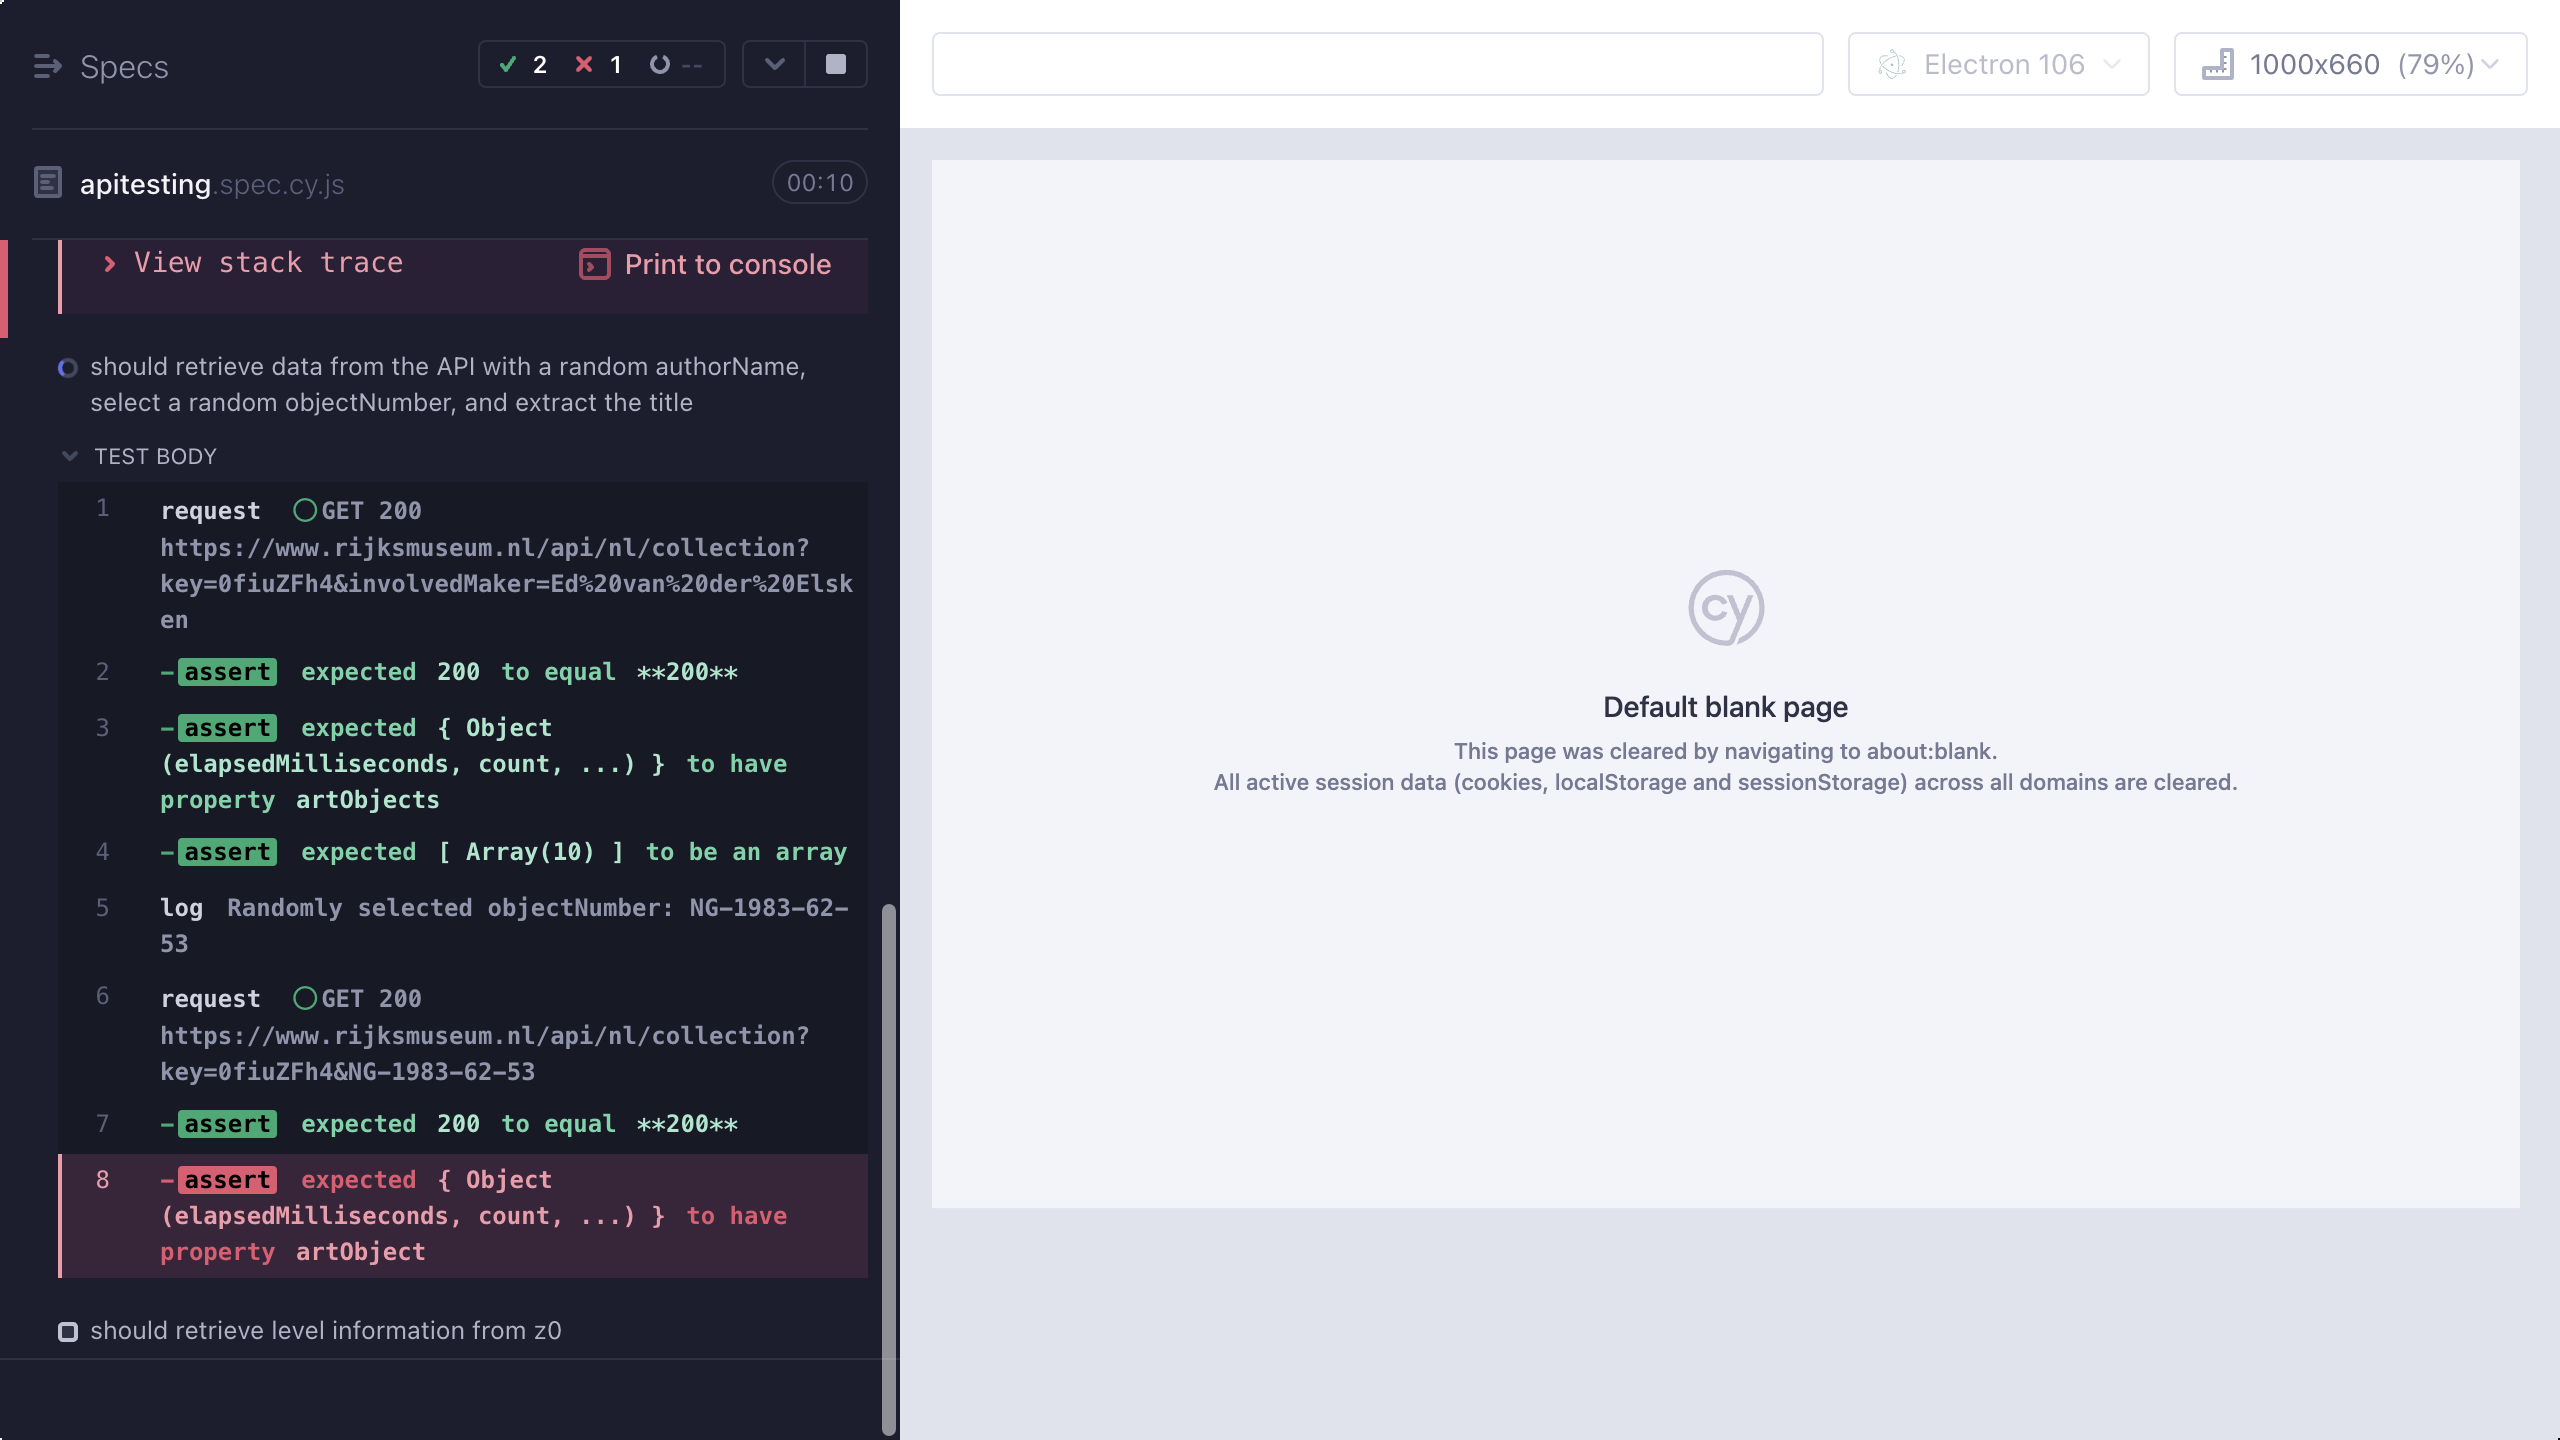 Specs
2
1
--
apitesting.spec.cy.js
00:10
View stack trace
Print to console
should retrieve data from the API with a random authorName,
select a random objectNumber, and extract the title
TEST BODY
1 request GET 200
https://www.rijksmuseum.nl/api/nl/collection?
key=0fiuZFh4&involvedMaker=Ed%20van%20der%20Elsk
en
2 -assert expected 200 to equal **200**
3 -assert expected { Object
(elapsedMilliseconds, count, ...) } to have
property artObjects
4 -assert expected [ Array(10) ] to be an array
5 log Randomly selected objectNumber: NG-1983-62-
53
6 request GET 200
https://www.rijksmuseum.nl/api/nl/collection?
key=0fiuZFh4&NG-1983-62-53
7 -assert expected 200 to equal **200**
8 -assert expected { Object
(elapsedMilliseconds, count, ...) } to have
property artObject
should retrieve level information from z0
Electron 106
1000x660 (79%)
cy
Default blank page
This page was cleared by navigating to about:blank.
All active session data (cookies, localStorage and sessionStorage) across all domains are cleared.